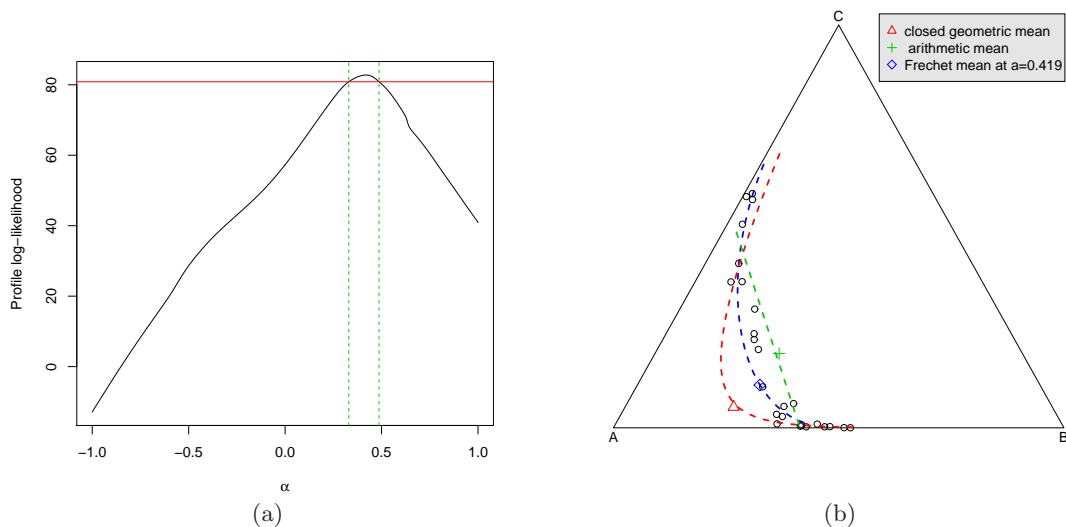 Profile log−likelihood
80
60
40
20
0
−1.0 −0.5 0.0 0.5 1.0
α
(a)
C
closed geometric mean
arithmetic mean
Frechet mean at a=0.419
A
B
(b)